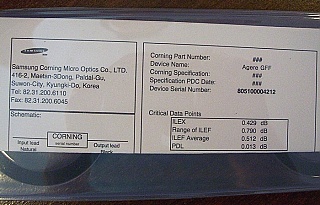 SAMSUNG
Samsung Corning Micro Optics Co., LTD.
416-2, Maetan-3Dong, Paldal-Gu,
Suwon-City, Kyungki-Do, Korea
Tel: 82.31.200.6110
Fax: 82.31.200.6045
Schematic:
CORNING
serial number
Input lead
Natural
Output lead
Black
Corning Part Number: ###
Device Name: Agere GFF
Corning Specification: ###
Specification PDC Date: ###
Device Serial Number: 805100004212
Critical Data Points
ILEX 0.429 dB
Range of ILEF 0.790 dB
ILEF Average 0.512 dB
PDL 0.013 dB